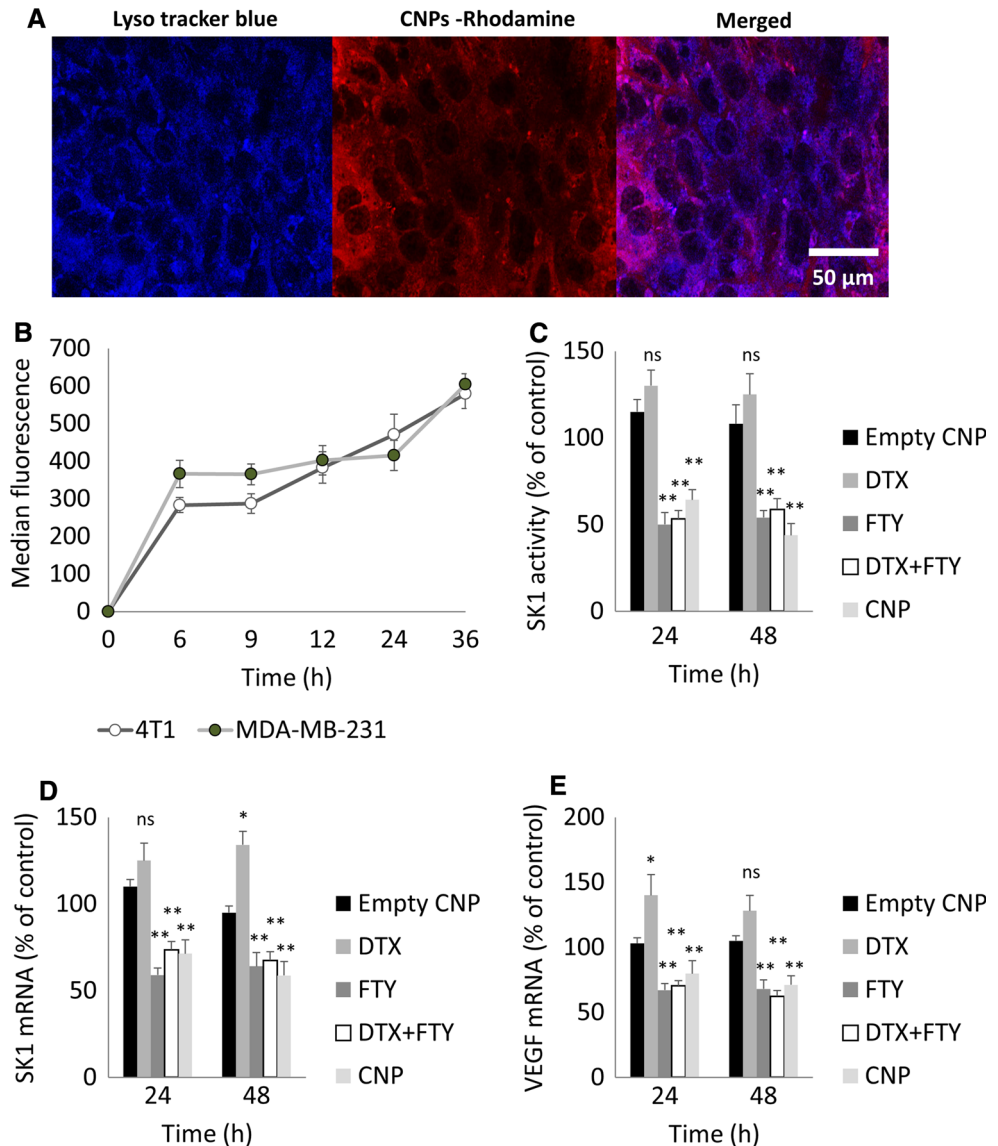 A
Lyso tracker blue
CNPs -Rhodamine
Merged
50 µm
B
Median fluorescence
700
600
500
400
300
200
100
0
0 6 9 12 24 36
Time (h)
4T1 MDA-MB-231
C
SK1 activity (% of control)
150
100
50
0
ns
**
**
**
ns
**
**
**
24 48
Time (h)
Empty CNP
DTX
FTY
DTX+FTY
CNP
D
SK1 mRNA (% of control)
150
100
50
0
ns
**
**
**
*
**
**
**
24 48
Time (h)
Empty CNP
DTX
FTY
DTX+FTY
CNP
E
VEGF mRNA (% of control)
200
150
100
50
0
*
**
**
**
ns
**
**
**
24 48
Time (h)
Empty CNP
DTX
FTY
DTX+FTY
CNP